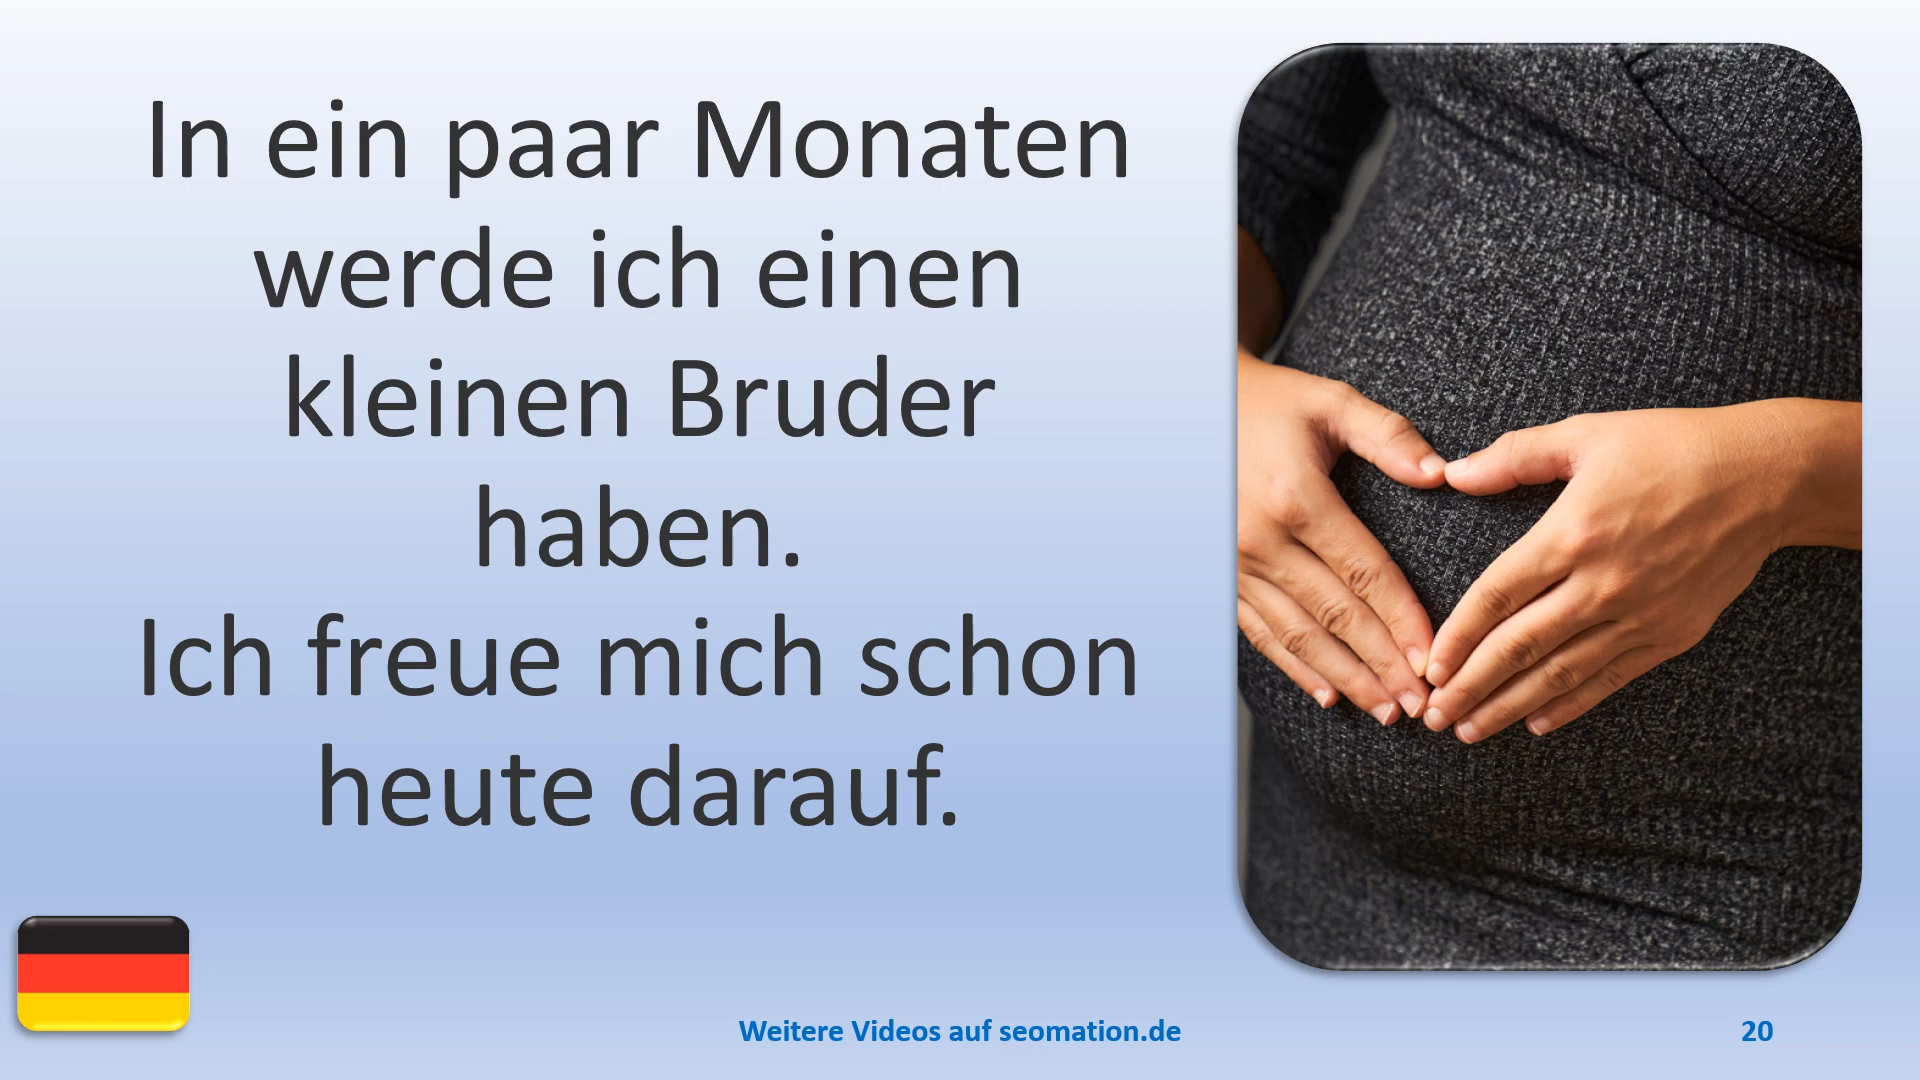 In ein paar Monaten
werde ich einen
kleinen Bruder
haben.
Ich freue mich schon
heute darauf.
Weitere Videos auf seomation.de
20